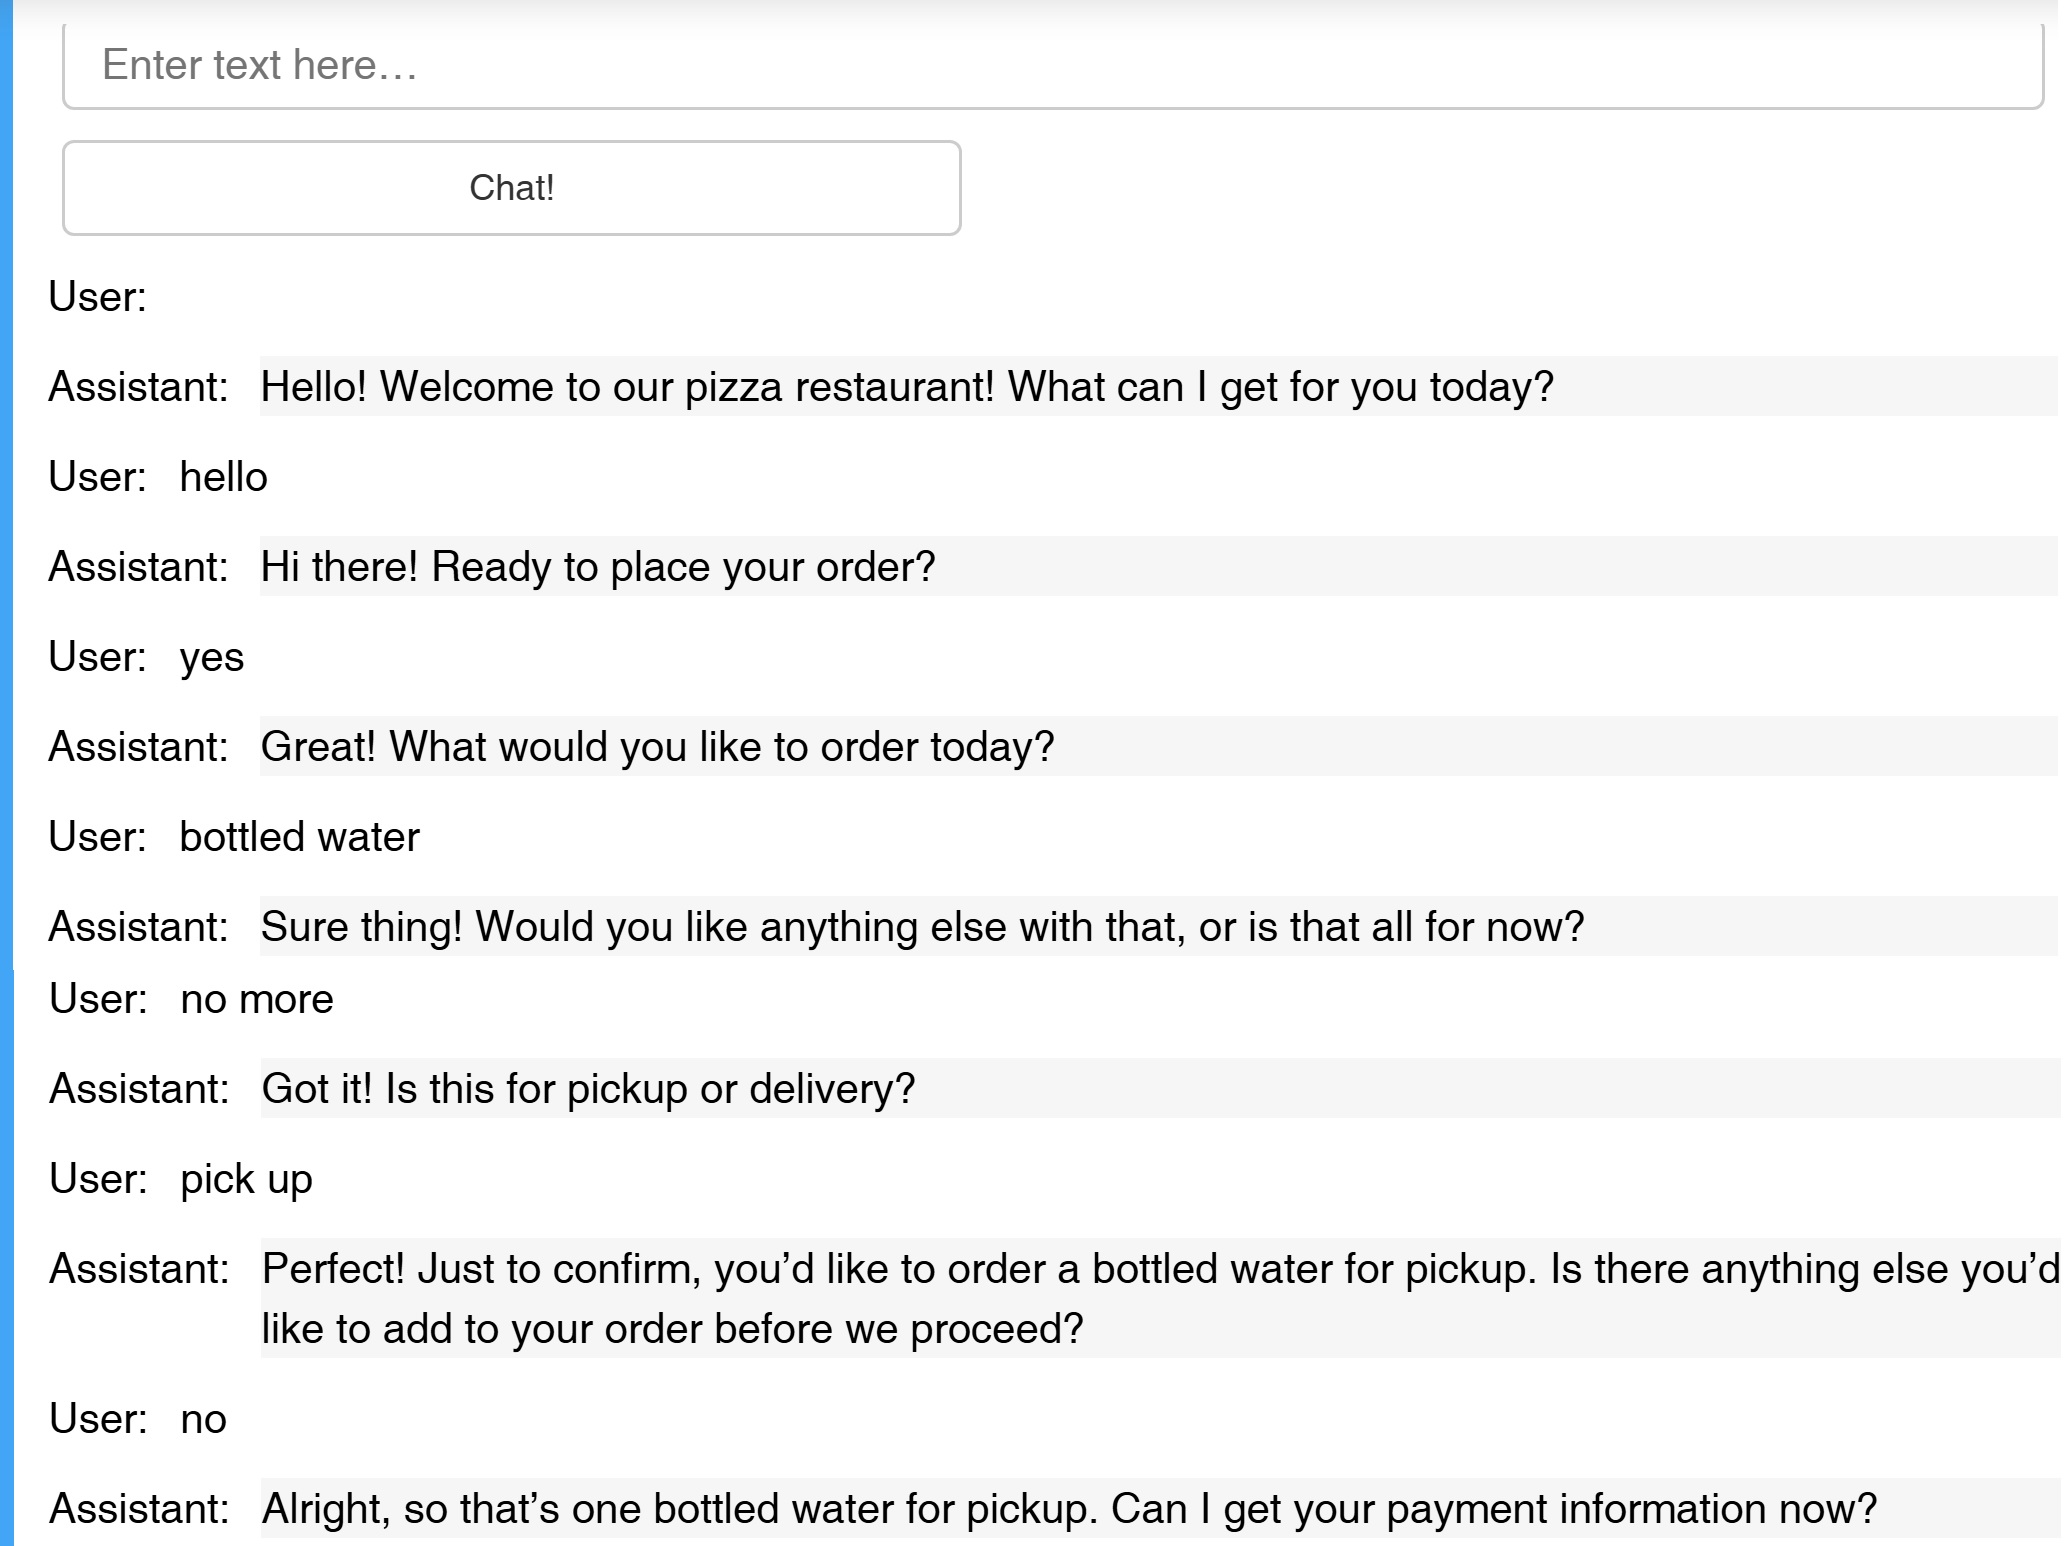 Enter text here...
Chat!
User:
Assistant: Hello! Welcome to our pizza restaurant! What can I get for you today?
User: hello
Assistant: Hi there! Ready to place your order?
User: yes
Assistant: Great! What would you like to order today?
User: bottled water
Assistant: Sure thing! Would you like anything else with that, or is that all for now?
User: no more
Assistant: Got it! Is this for pickup or delivery?
User: pick up
Assistant: Perfect! Just to confirm, you’d like to order a bottled water for pickup. Is there anything else you’d
like to add to your order before we proceed?
User: no
Assistant: Alright, so that’s one bottled water for pickup. Can I get your payment information now?